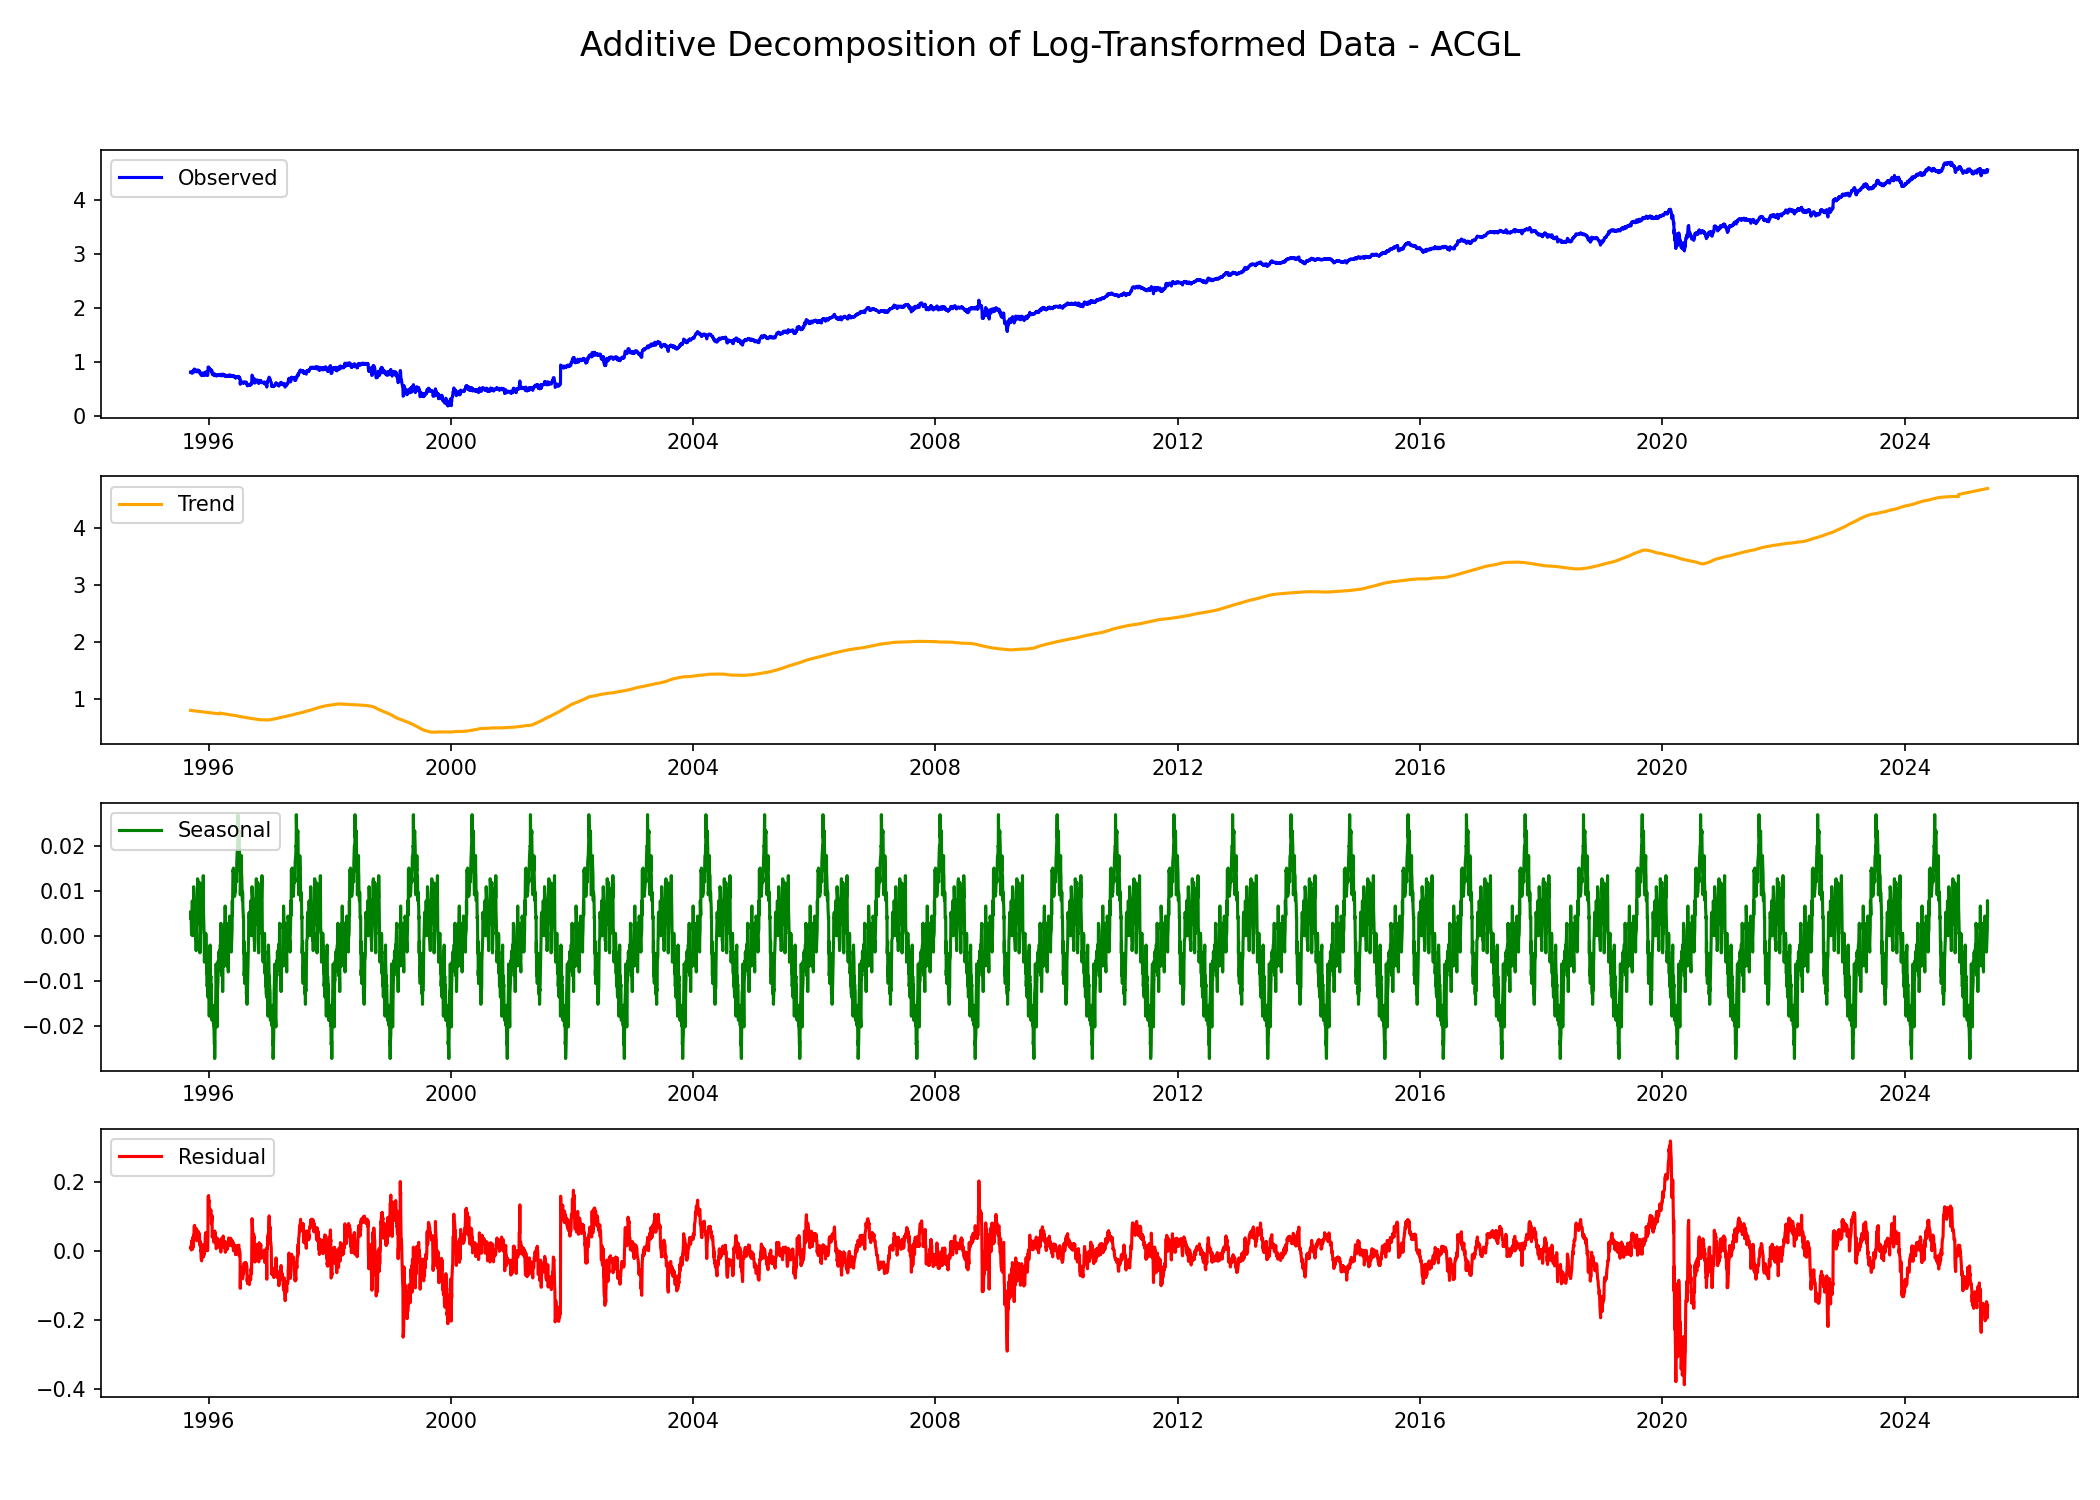 Additive Decomposition of Log-Transformed Data - ACGL
Observed
4
3
2
1
0
1996 2000 2004 2008 2012 2016 2020 2024
Trend
4
3
2
1
1996 2000 2004 2008 2012 2016 2020 2024
Seasonal
0.02
0.01
0.00
−0.01
−0.02
1996 2000 2004 2008 2012 2016 2020 2024
Residual
0.2
0.0
−0.2
−0.4
1996 2000 2004 2008 2012 2016 2020 2024